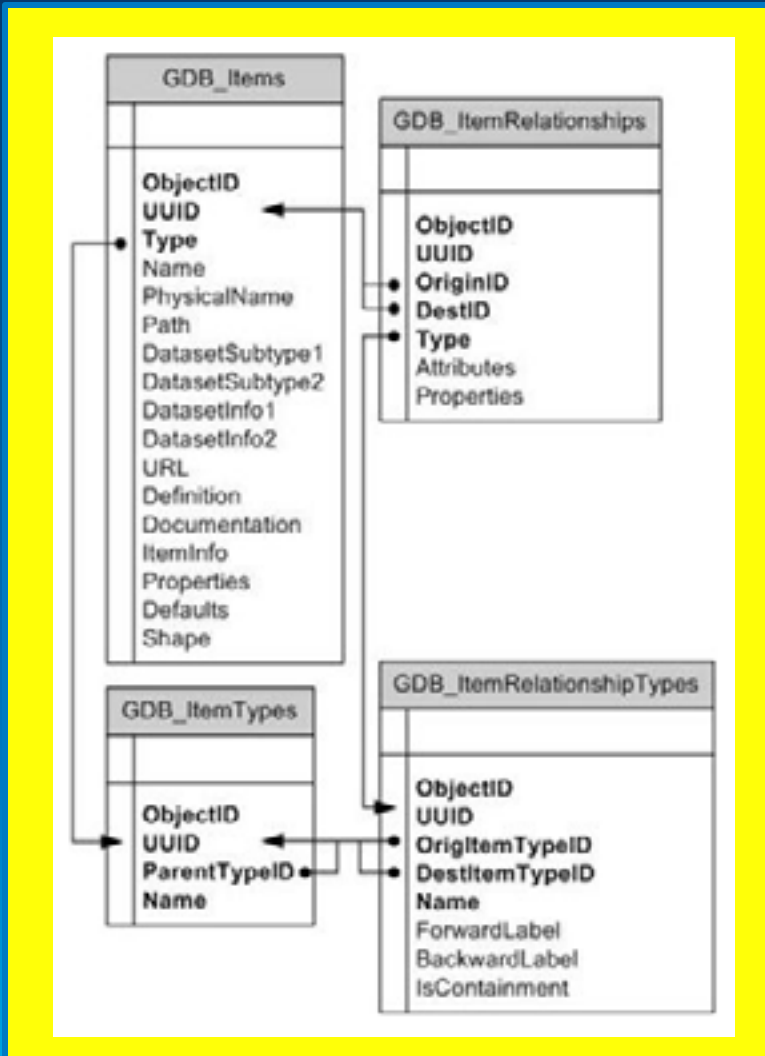 GDB_Items
ObjectID
UUID
Type
Name
PhysicalName
Path
DatasetSubtype1
DatasetSubtype2
DatasetInfo1
DatasetInfo2
URL
Definition
Documentation
ItemInfo
Properties
Defaults
Shape
GDB_ItemRelationships
ObjectID
UUID
OriginID
DestID
Type
Attributes
Properties
GDB_ItemTypes
ObjectID
UUID
ParentTypeID
Name
GDB_ItemRelationshipTypes
ObjectID
UUID
OrigItemTypeID
DestItemTypeID
Name
ForwardLabel
BackwardLabel
IsContainment